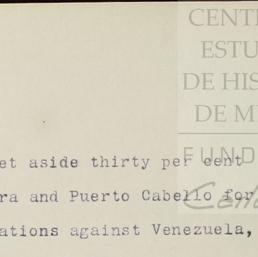 CENT
ESTU
DE HIS
DE M
FUND
et aside thirty per cent
ra and Puerto Cabello for
ations against Venezuela,